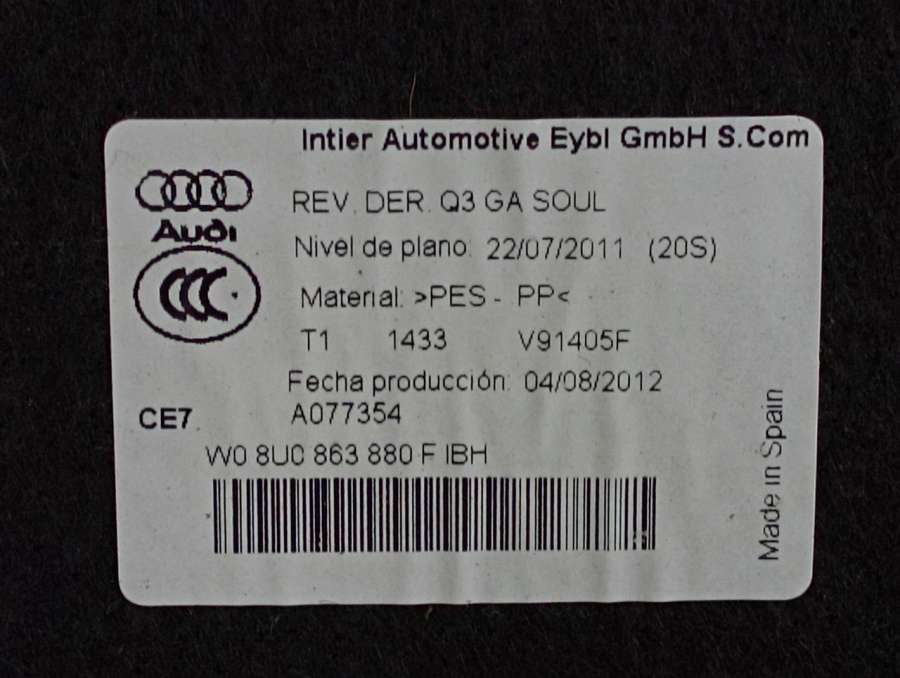 Intier Automotive Eybl GmbH S.Com
REV. DER. Q3 GA SOUL
Audi
Nivel de plano: 22/07/2011 (20S)
CCC
Material: >PES - PP<
T1 1433 V91405F
Fecha producción: 04/08/2012
CE7 A077354
W0 8U0 863 880 F IBH
Made in Spain